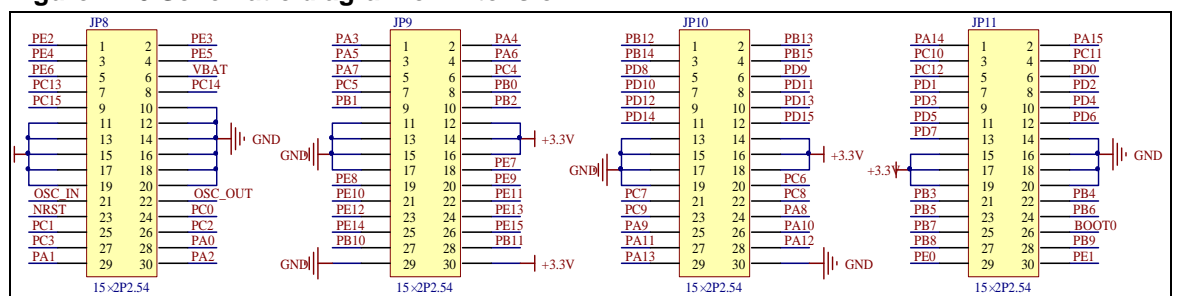 JP8
PE2 1 2 PE3
PE4 3 4 PE5
PE6 5 6 VBAT
PC13 7 8 PC14
PC15 9 10
11 12
13 14 GND
15 16
17 18
19 20
OSC_IN 21 22 OSC_OUT
NRST 23 24 PC0
PC1 25 26 PC2
PC3 27 28 PA0
PA1 29 30 PA2
15×2P2.54
JP9
PA3 1 2 PA4
PA5 3 4 PA6
PA7 5 6 PC4
PC5 7 8 PB0
PB1 9 10 PB2
11 12
13 14 +3.3V
GND 15 16
17 18 PE7
PE8 19 20 PE9
PE10 21 22 PE11
PE12 23 24 PE13
PE14 25 26 PE15
PB10 27 28 PB11
GND 29 30 +3.3V
15×2P2.54
JP10
PB12 1 2 PB13
PB14 3 4 PB15
PD8 5 6 PD9
PD10 7 8 PD11
PD12 9 10 PD13
PD14 11 12 PD15
13 14
15 16 +3.3V
GND 17 18
19 20 PC6
PC7 21 22 PC8
PC9 23 24 PA8
PA9 25 26 PA10
PA11 27 28 PA12
PA13 29 30 GND
15×2P2.54
JP11
PA14 1 2 PA15
PC10 3 4 PC11
PC12 5 6 PD0
PD1 7 8 PD2
PD3 9 10 PD4
PD5 11 12 PD6
PD7 13 14
15 16 GND
+3.3V 17 18
19 20
PB3 21 22 PB4
PB5 23 24 PB6
PB7 25 26 BOOT0
PB8 27 28 PB9
PE0 29 30 PE1
15×2P2.54